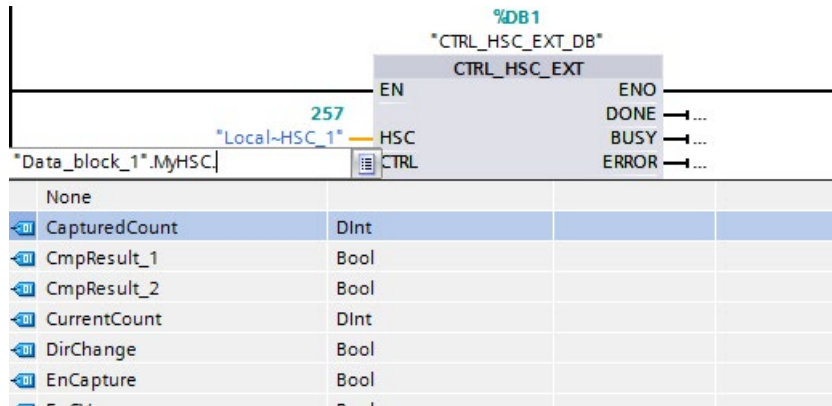 %DB1
"CTRL_HSC_EXT_DB"
CTRL_HSC_EXT
EN ENO
257 DONE ...
"Local~HSC_1" HSC BUSY ...
"Data_block_1".MyHSC. CTRL ERROR ...
None
CapturedCount DInt
CmpResult_1 Bool
CmpResult_2 Bool
CurrentCount DInt
DirChange Bool
EnCapture Bool